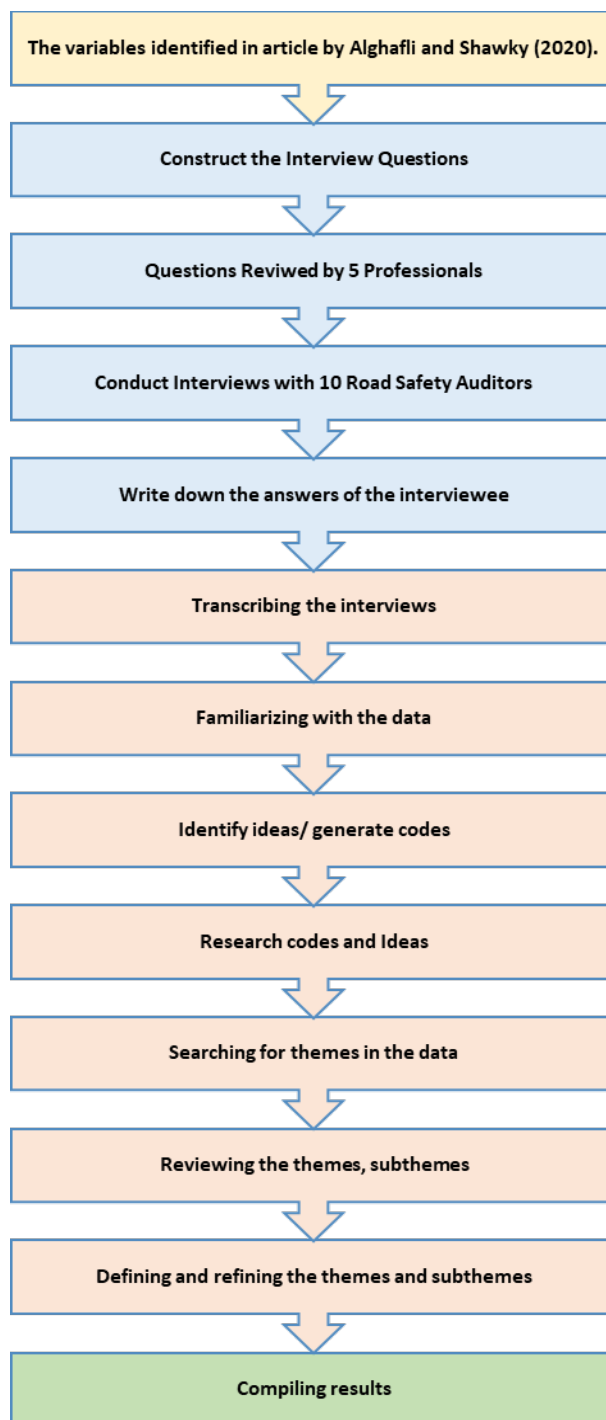 The variables identified in article by Alghafli and Shawky (2020).
Construct the Interview Questions
Questions Reviwed by 5 Professionals
Conduct Interviews with 10 Road Safety Auditors
Write down the answers of the interviewee
Transcribing the interviews
Familiarizing with the data
Identify ideas/ generate codes
Research codes and Ideas
Searching for themes in the data
Reviewing the themes, subthemes
Defining and refining the themes and subthemes
Compiling results